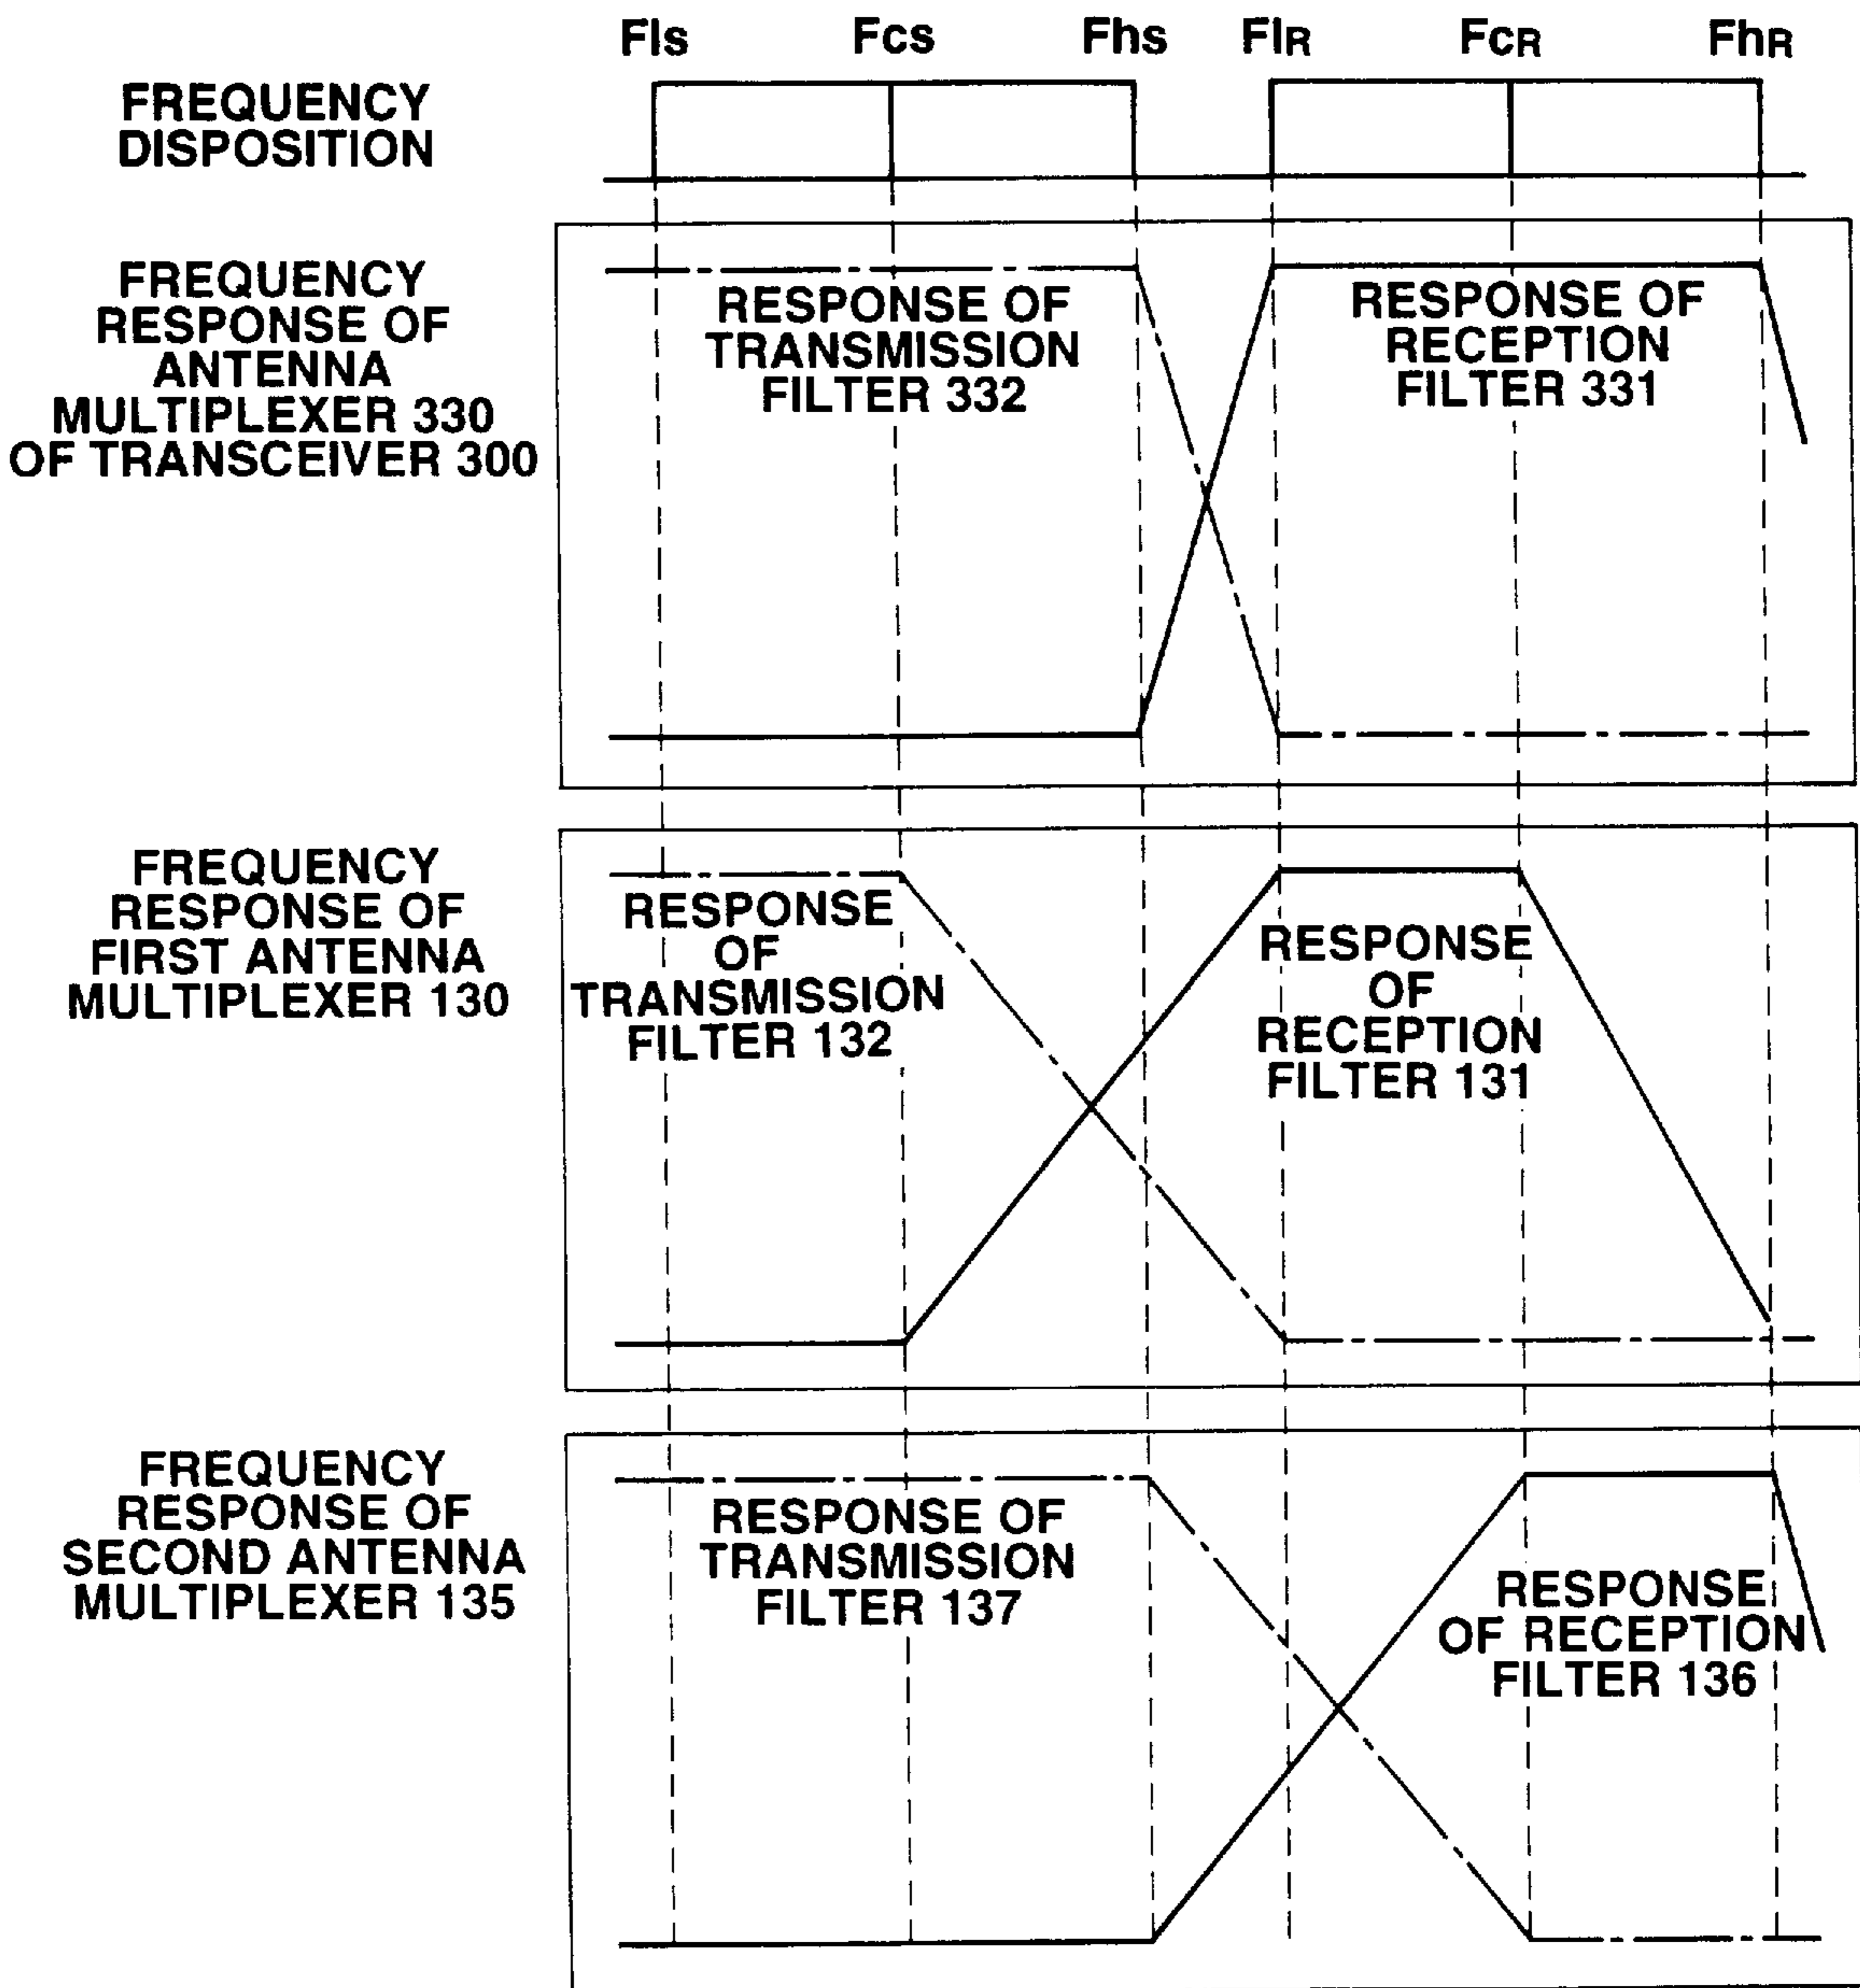 Fls Fcs Fhs FlR FcR FhR
FREQUENCY
DISPOSITION
FREQUENCY
RESPONSE OF
ANTENNA
MULTIPLEXER 330
OF TRANSCEIVER 300
RESPONSE OF
TRANSMISSION
FILTER 332
RESPONSE OF
RECEPTION
FILTER 331
FREQUENCY
RESPONSE OF
FIRST ANTENNA
MULTIPLEXER 130
RESPONSE
OF
TRANSMISSION
FILTER 132
RESPONSE
OF
RECEPTION
FILTER 131
FREQUENCY
RESPONSE OF
SECOND ANTENNA
MULTIPLEXER 135
RESPONSE OF
TRANSMISSION
FILTER 137
RESPONSE
OF RECEPTION
FILTER 136